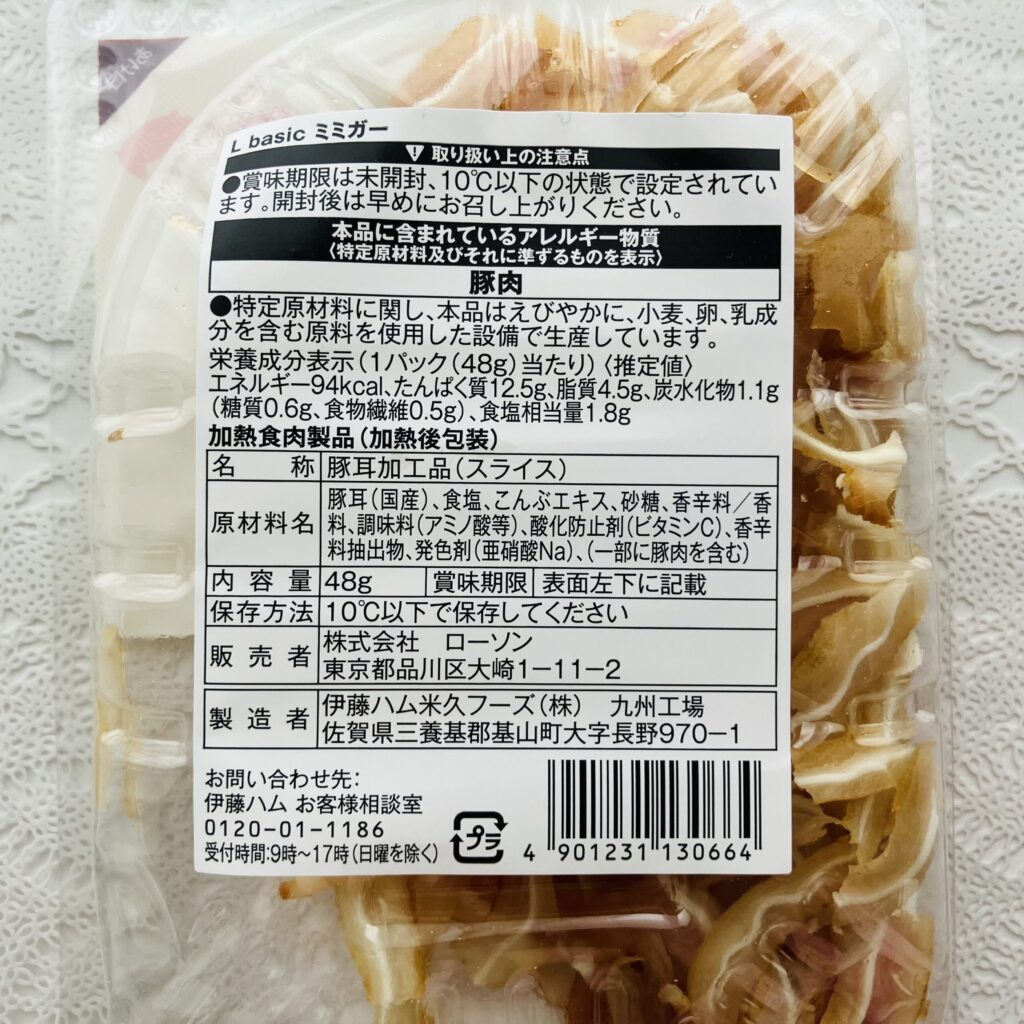 L basic ミミガー
取り扱い上の注意点
●賞味期限は未開封、10℃以下の状態で設定されてい
ます。開封後は早めにお召し上がりください。
本品に含まれているアレルギー物質
〈特定原材料及びそれに準ずるものを表示〉
豚肉
●特定原材料に関し、本品はえびやかに、小麦、卵、乳成
分を含む原料を使用した設備で生産しています。
栄養成分表示(1パック(48g)当たり)〈推定値〉
エネルギー94kcal、たんぱく質12.5g、脂質4.5g、炭水化物1.1g
(糖質0.6g、食物繊維0.5g)、食塩相当量1.8g
加熱食肉製品(加熱後包装)
名称 豚耳加工品(スライス)
原材料名 豚耳(国産)、食塩、こんぶエキス、砂糖、香辛料/香
料、調味料(アミノ酸等)、酸化防止剤(ビタミンC)、香辛
料抽出物、発色剤(亜硝酸Na)、(一部に豚肉を含む)
内容量 48g 賞味期限 表面左下に記載
保存方法 10℃以下で保存してください
販売者 株式会社 ローソン
東京都品川区大崎1-11-2
製造者 伊藤ハム米久フーズ(株) 九州工場
佐賀県三養基郡基山町大字長野970-1
お問い合わせ先:
伊藤ハム お客様相談室
0120-01-1186
受付時間:9時〜17時(日曜を除く)
プラ
4 901231 130664